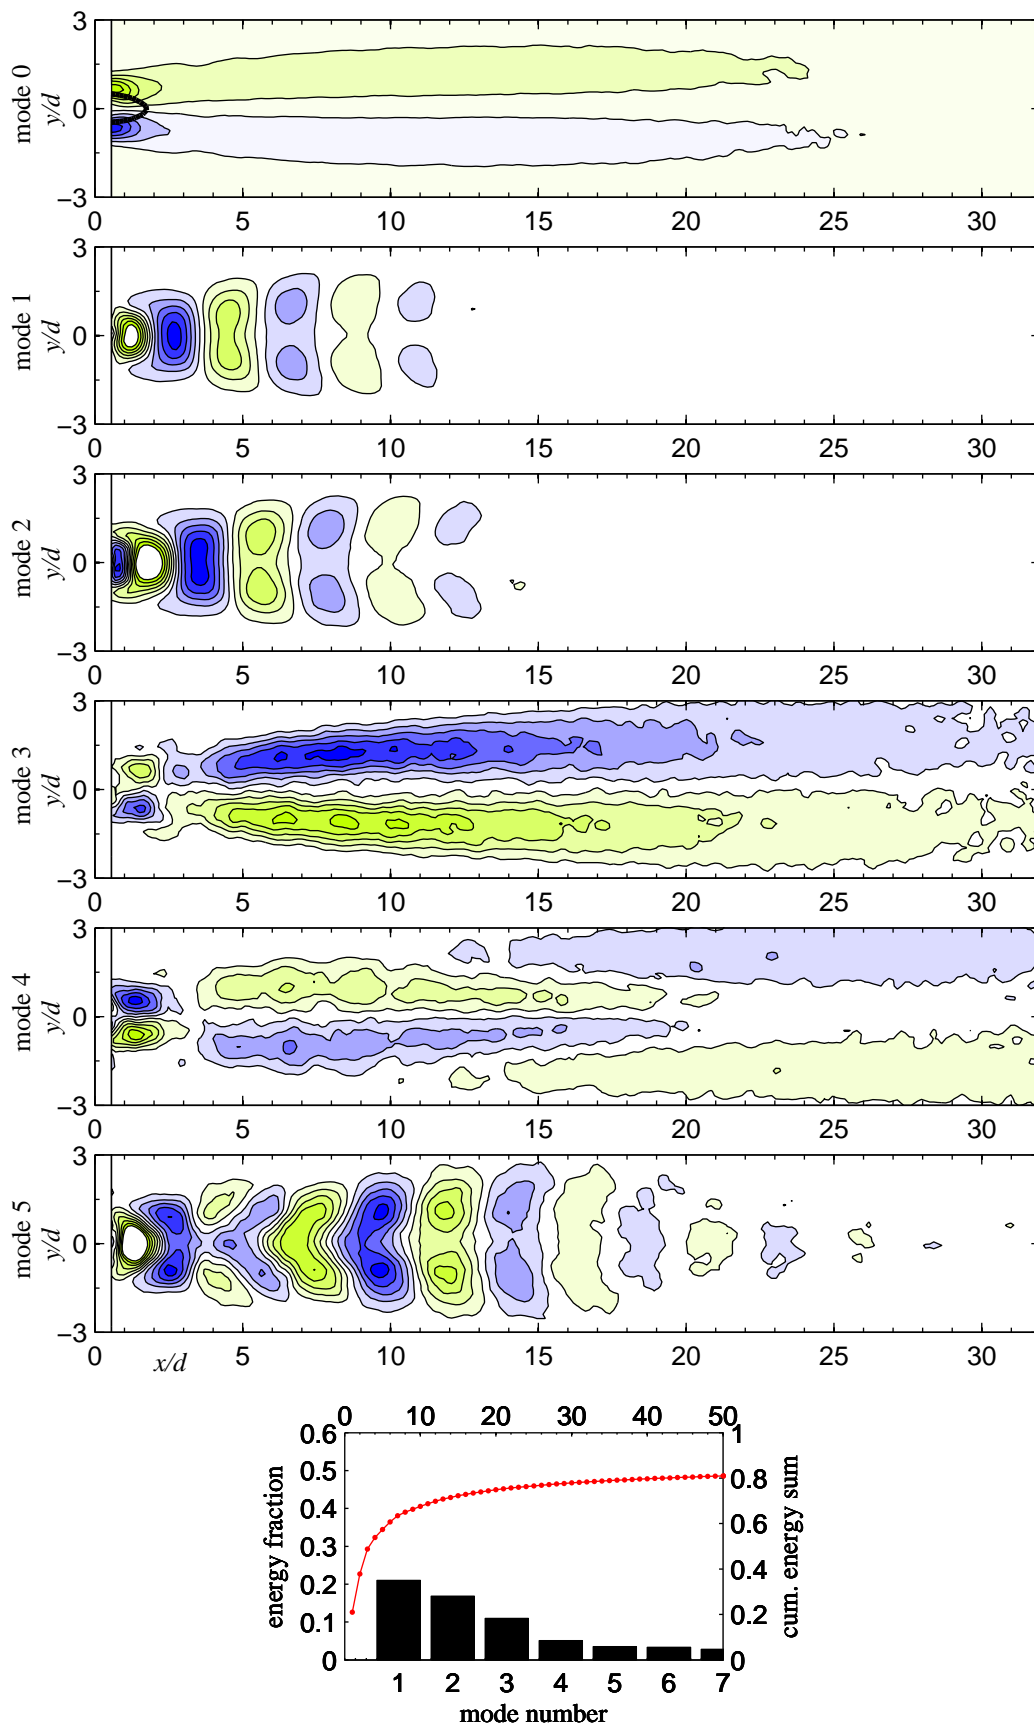 3
mode 0
y/d
0
−3
0 5 10 15 20 25 30
3
mode 1
y/d
0
−3
0 5 10 15 20 25 30
3
mode 2
y/d
0
−3
0 5 10 15 20 25 30
3
mode 3
y/d
0
−3
0 5 10 15 20 25 30
3
mode 4
y/d
0
−3
0 5 10 15 20 25 30
3
mode 5
y/d
0
−3
0 x/d 5 10 15 20 25 30
0 10 20 30 40 50
0.6 1
0.5 0.8
0.4
0.6
0.3
0.4
0.2
0.2
0.1
0 0
energy fraction
cum. energy sum
1 2 3 4 5 6 7
mode number